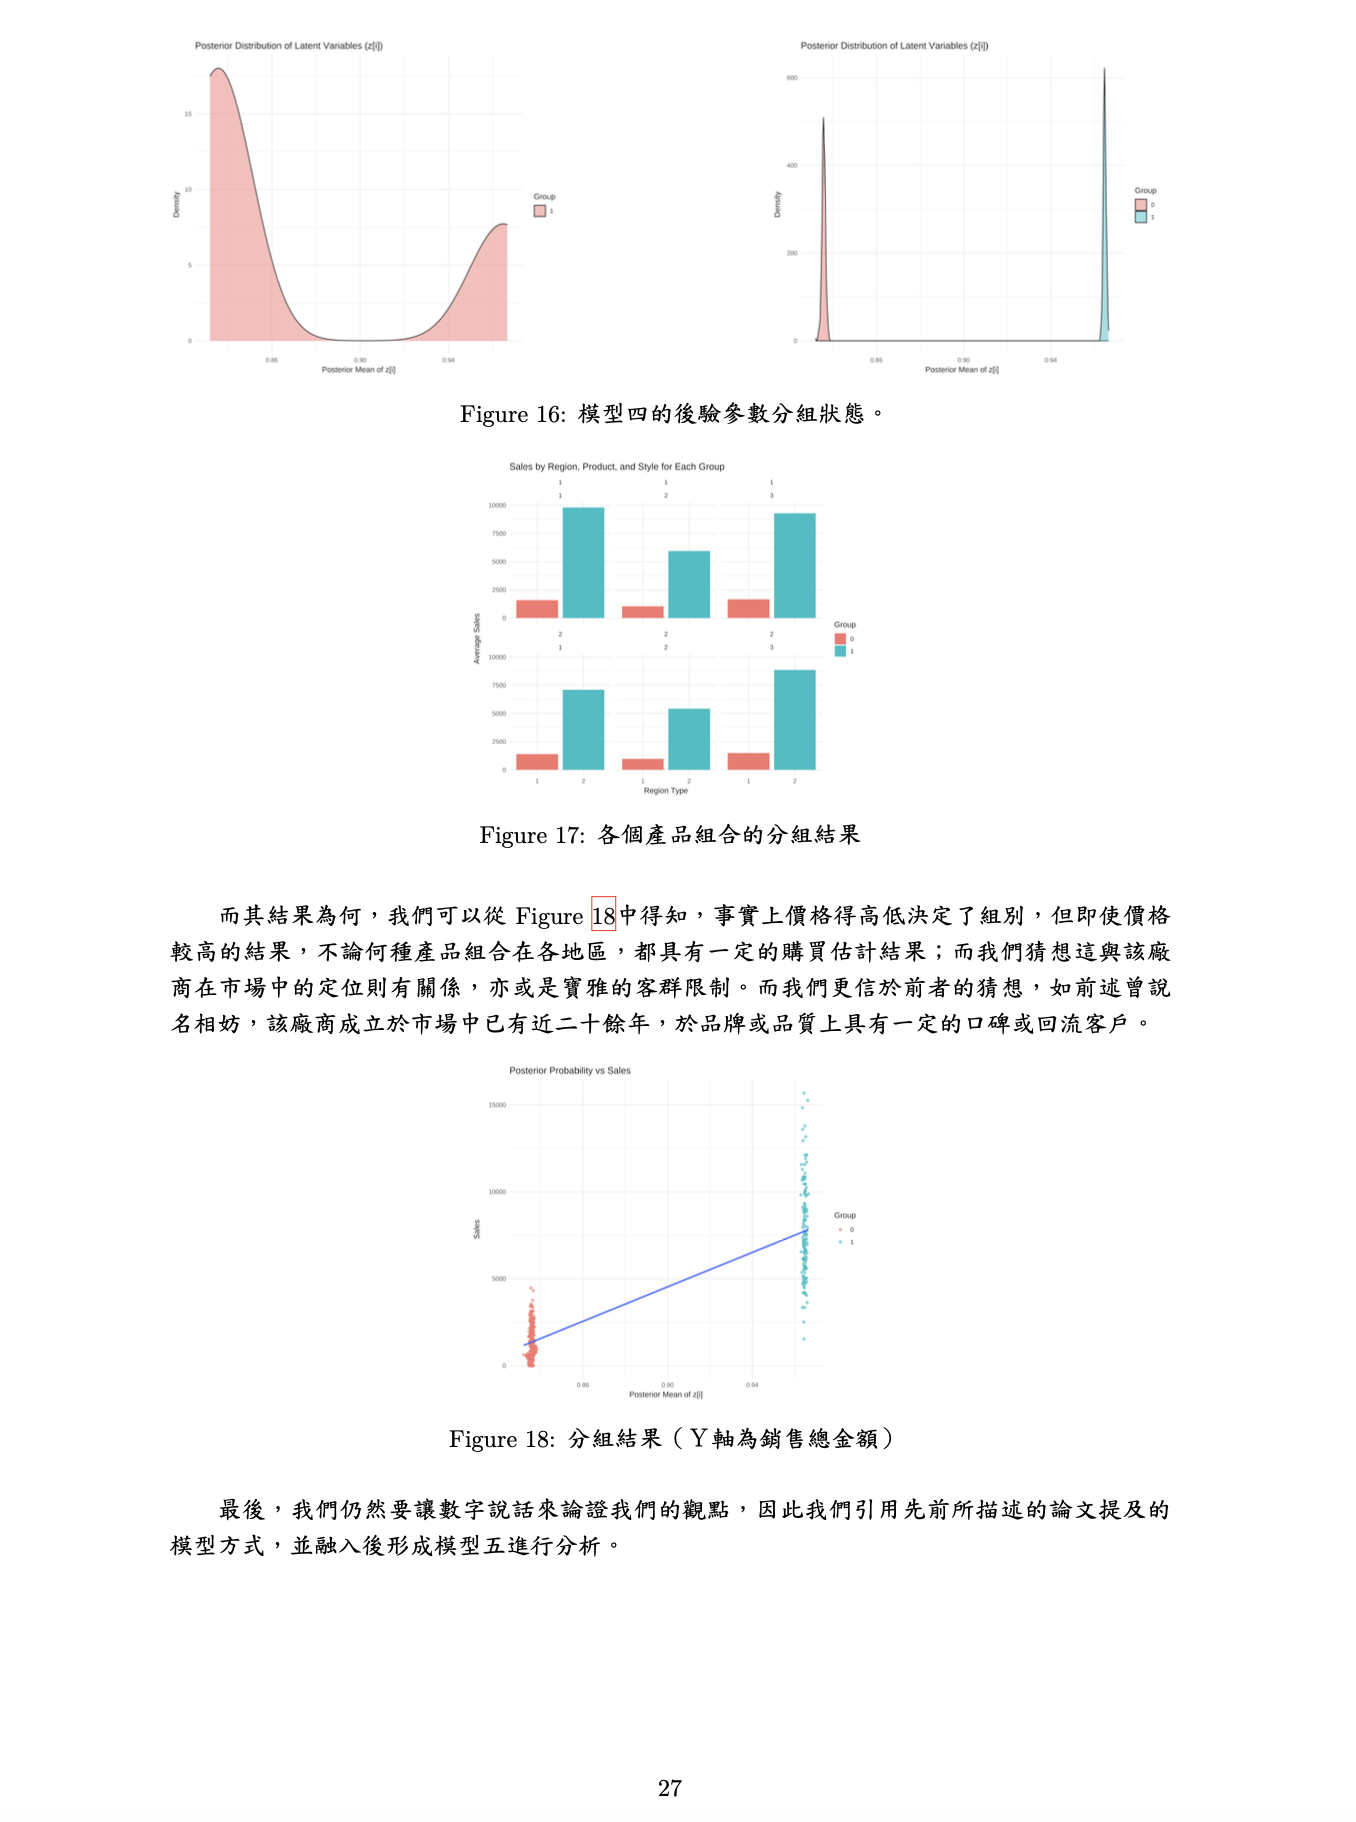 Posterior Distribution of Latent Variables (z[i])
15
10
5
0
Density
0.86 0.90 0.94
Posterior Mean of z[i]
Group
1
Posterior Distribution of Latent Variables (z[i])
600
400
200
0
Density
0.86 0.90 0.94
Posterior Mean of z[i]
Group
0
1
Figure 16: 模型四的後驗參數分組狀態。
Sales by Region, Product, and Style for Each Group
1 1 1
1 2 3
10000
7500
5000
2500
0
2 2 2
1 2 3
10000
7500
5000
2500
0
Average Sales
1 2 1 2 1 2
Region Type
Group
0
1
Figure 17: 各個產品組合的分組結果
而其結果為何，我們可以從 Figure 18中得知，事實上價格得高低決定了組別，但即使價格
較高的結果，不論何種產品組合在各地區，都具有一定的購買估計結果；而我們猜想這與該廠
商在市場中的定位則有關係，亦或是寶雅的客群限制。而我們更信於前者的猜想，如前述曾說
名相妨，該廠商成立於市場中已有近二十餘年，於品牌或品質上具有一定的口碑或回流客戶。
Posterior Probability vs Sales
15000
10000
5000
0
Sales
0.86 0.90 0.94
Posterior Mean of z[i]
Group
0
1
Figure 18: 分組結果（Ｙ軸為銷售總金額）
最後，我們仍然要讓數字說話來論證我們的觀點，因此我們引用先前所描述的論文提及的
模型方式，並融入後形成模型五進行分析。
27